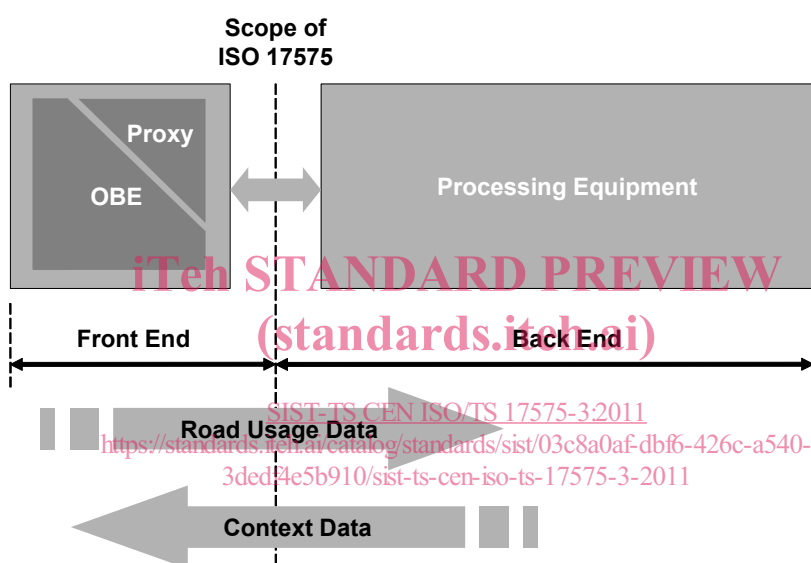 Scope of
ISO 17575
Proxy
OBE
Processing Equipment
iTeh STANDARD PREVIEW
(standards.iteh.ai)
Front End
Back End
SIST-TS CEN ISO/TS 17575-3:2011
Road Usage Data
https://standards.iteh.ai/catalog/standards/sist/03c8a0af-dbf6-426c-a540-
3dedf4e5b910/sist-ts-cen-iso-ts-17575-3-2011
Context Data